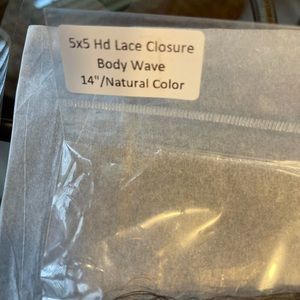 5x5 Hd Lace Closure
Body Wave
14"/Natural Color